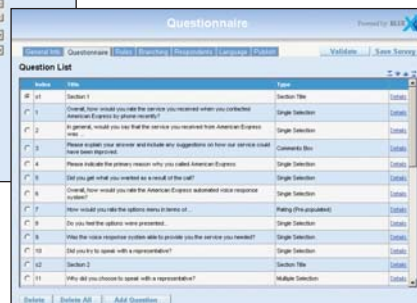 Questionnaire
Powered by
General Info Questionnaire Rules Branching Respondents Language Publish
Validate Save Survey
Question List
Index Title Type
s1 Section 1 Section Title Details
1 Overall, how would you rate the service you received when you contacted Single Selection Details
American Express by phone recently?
2 In general, would you say that the service you received from American Express Single Selection Details
was ...
3 Please explain your answer and include any suggestions on how our service could Comments Box Details
have been improved.
4 Please indicate the primary reason why you called American Express Single Selection Details
5 Did you get what you wanted as a result of the call? Single Selection Details
6 Overall, how would you rate the American Express automated voice response Single Selection Details
system?
7 How would you rate the options menu in terms of ... Rating (Pre-populated) Details
8 Do you feel the options were presented... Single Selection Details
9 Was the voice response system able to provide you the service you needed? Single Selection Details
10 Did you try to speak with a representative? Single Selection Details
s2 Section 2 Section Title Details
11 Why did you choose to speak with a representative? Multiple Selection Details
Delete Delete All Add Question